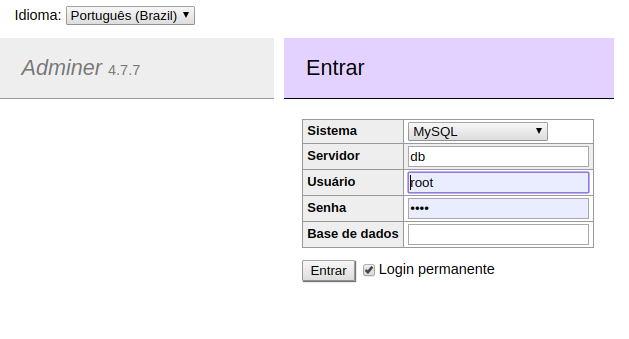 Idioma: Português (Brazil)
Adminer 4.7.7
Entrar
Sistema MySQL
Servidor db
Usuário root
Senha ••••
Base de dados
Entrar Login permanente